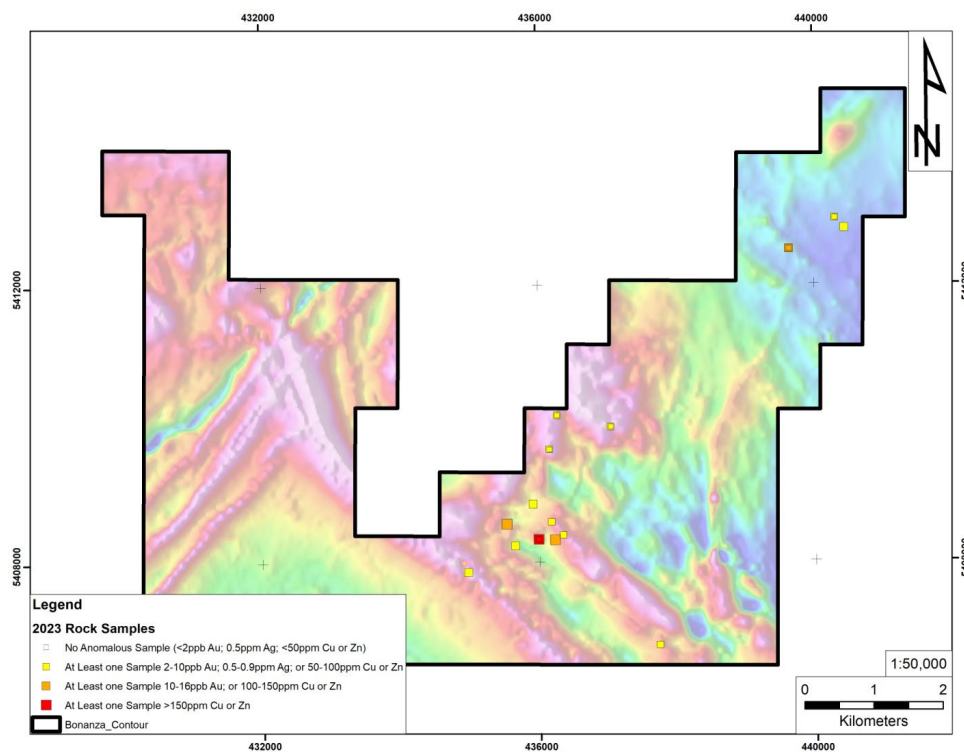 432000 436000 440000
N
5412000 5412000
5408000 5408000
Legend
2023 Rock Samples
No Anomalous Sample (<2ppb Au; 0.5ppm Ag; <50ppm Cu or Zn)
At Least one Sample 2-10ppb Au; 0.5-0.9ppm Ag; or 50-100ppm Cu or Zn
At Least one Sample 10-16ppb Au; or 100-150ppm Cu or Zn
At Least one Sample >150ppm Cu or Zn
Bonanza_Contour
1:50,000
0 1 2
Kilometers
432000 436000 440000